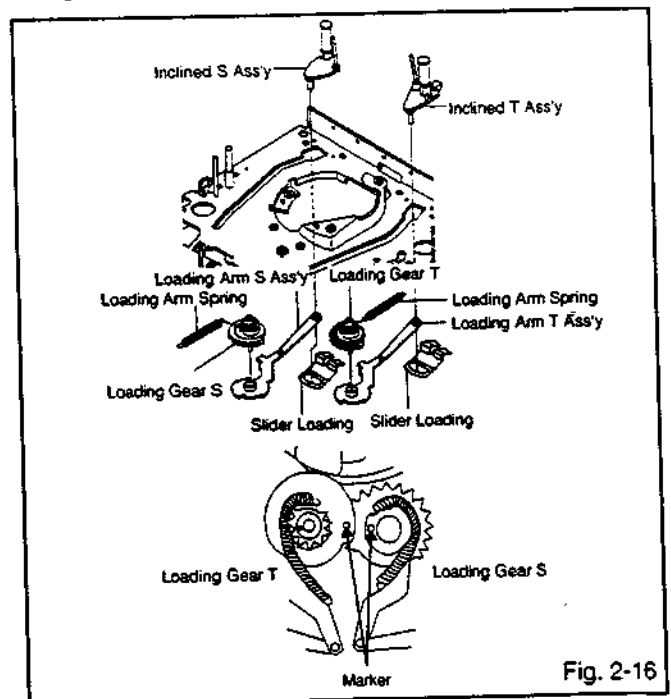 Inclined S Ass'y
Inclined T Ass'y
Loading Arm S Ass'y
Loading Gear T
Loading Arm Spring
Loading Arm Spring
Loading Arm T Ass'y
Loading Gear S
Slider Loading
Slider Loading
Loading Gear T
Loading Gear S
Marker
Fig. 2-16